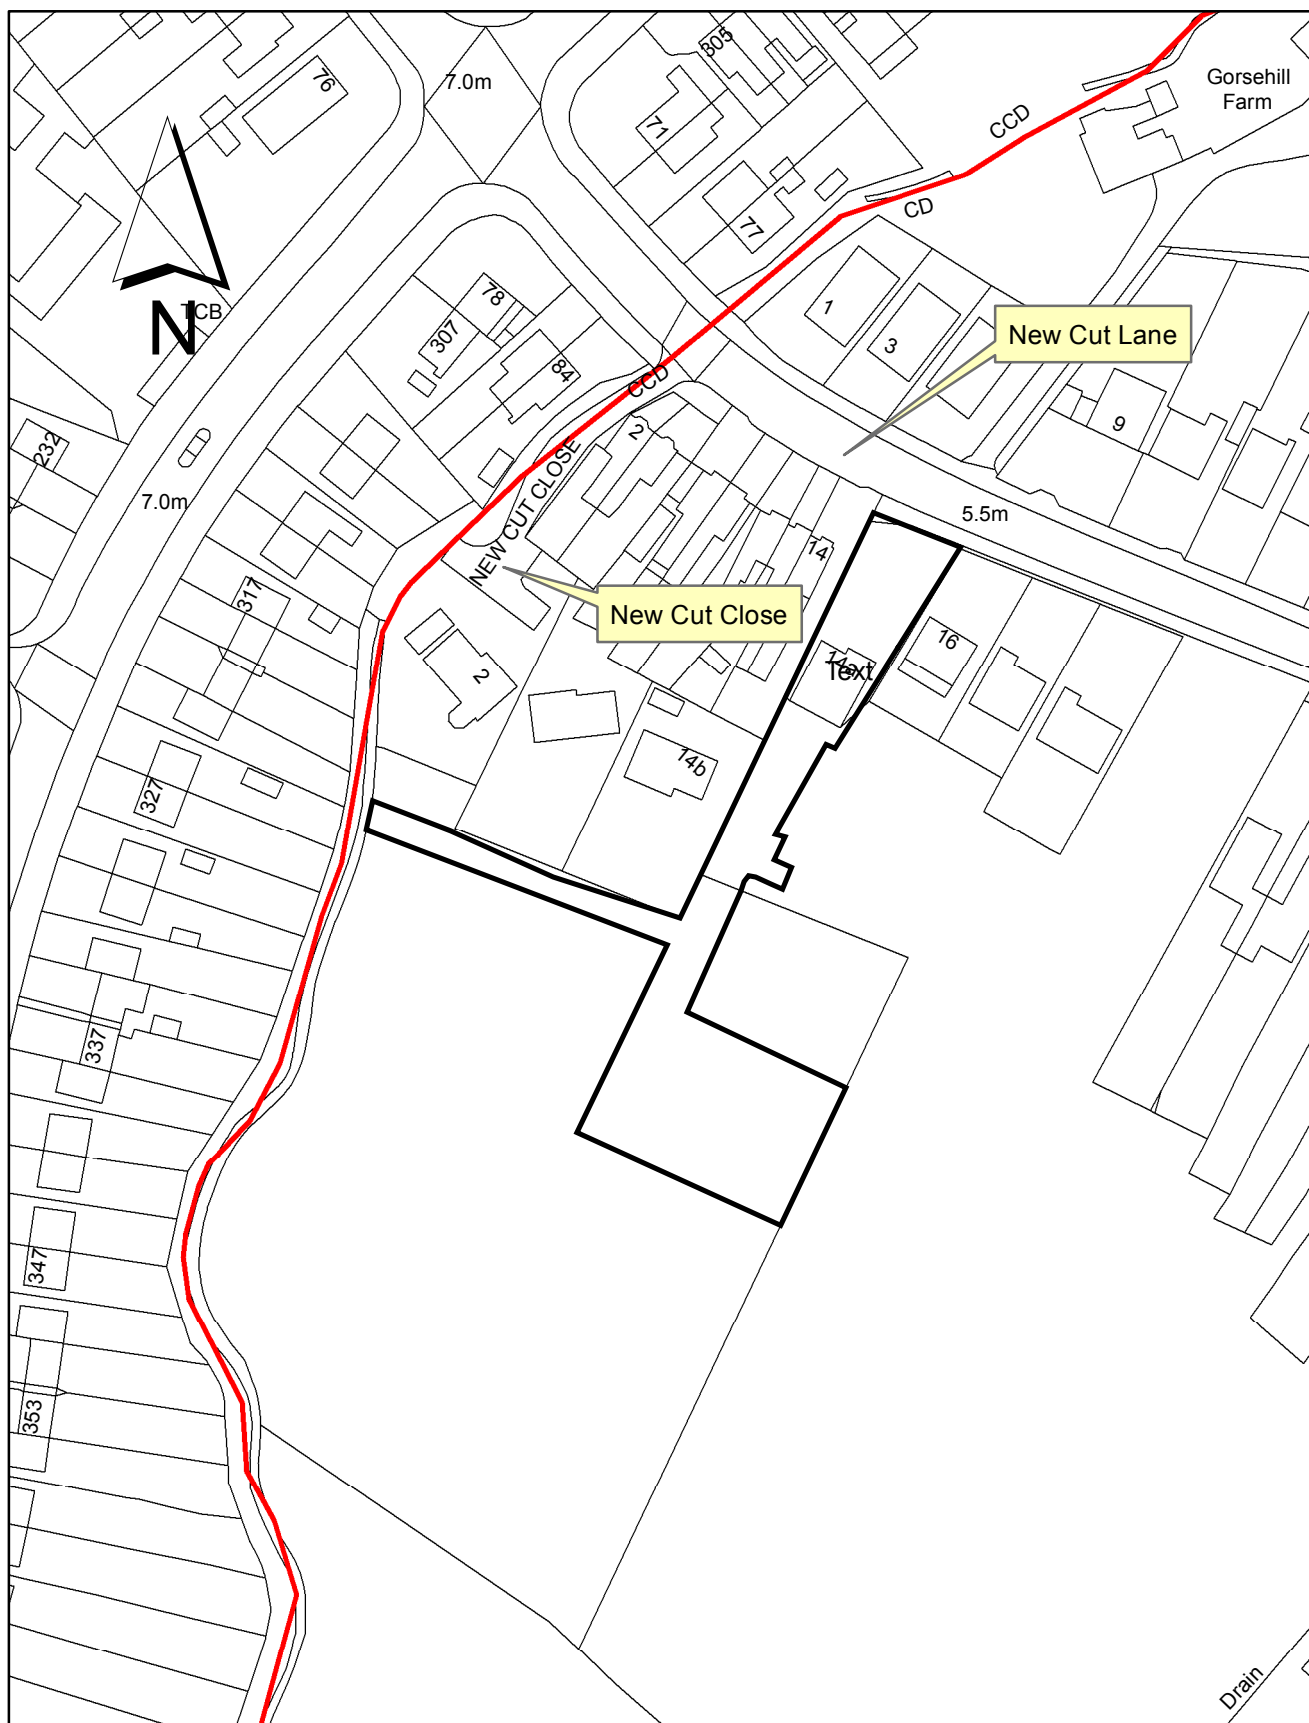 305
76
7.0m
Gorsehill
Farm
71
CCD
77
CD
TCB
N
78
1
307
3
New Cut Lane
84
CCD
9
232
2
7.0m
NEW CUT CLOSE
5.5m
14
317
New Cut Close
16
14a
Text
2
14b
327
337
347
353
Drain